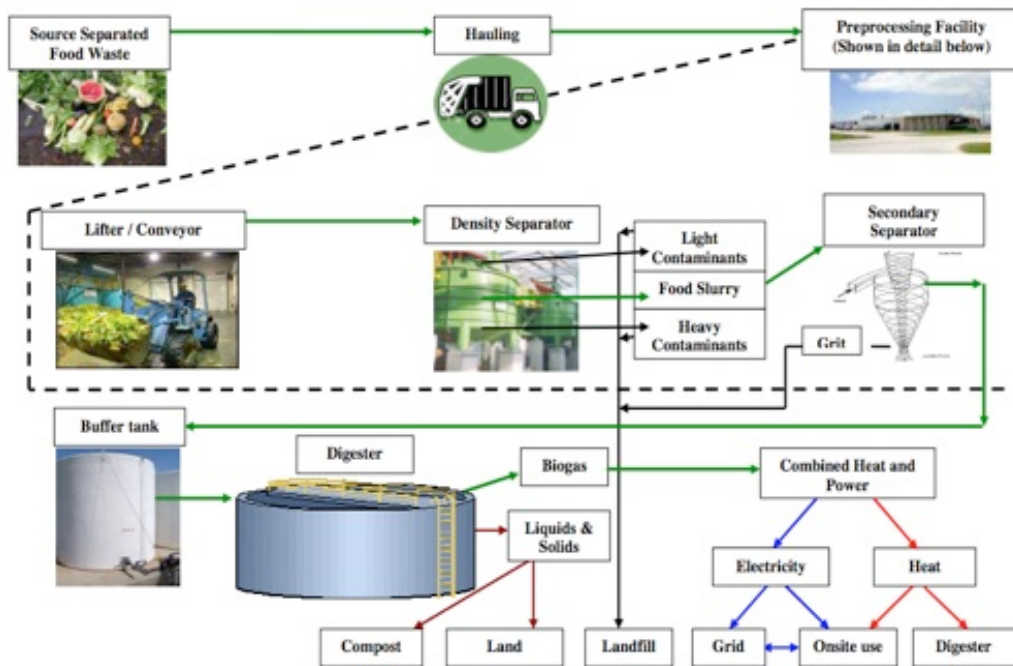 Source Separated
Food Waste
Hauling
Preprocessing Facility
(Shown in detail below)
Lifter / Conveyor
Density Separator
Light
Contaminants
Food Slurry
Heavy
Contaminants
Secondary
Separator
Grit
Buffer tank
Digester
Biogas
Combined Heat and
Power
Liquids &
Solids
Electricity
Heat
Compost
Land
Landfill
Grid
Onsite use
Digester